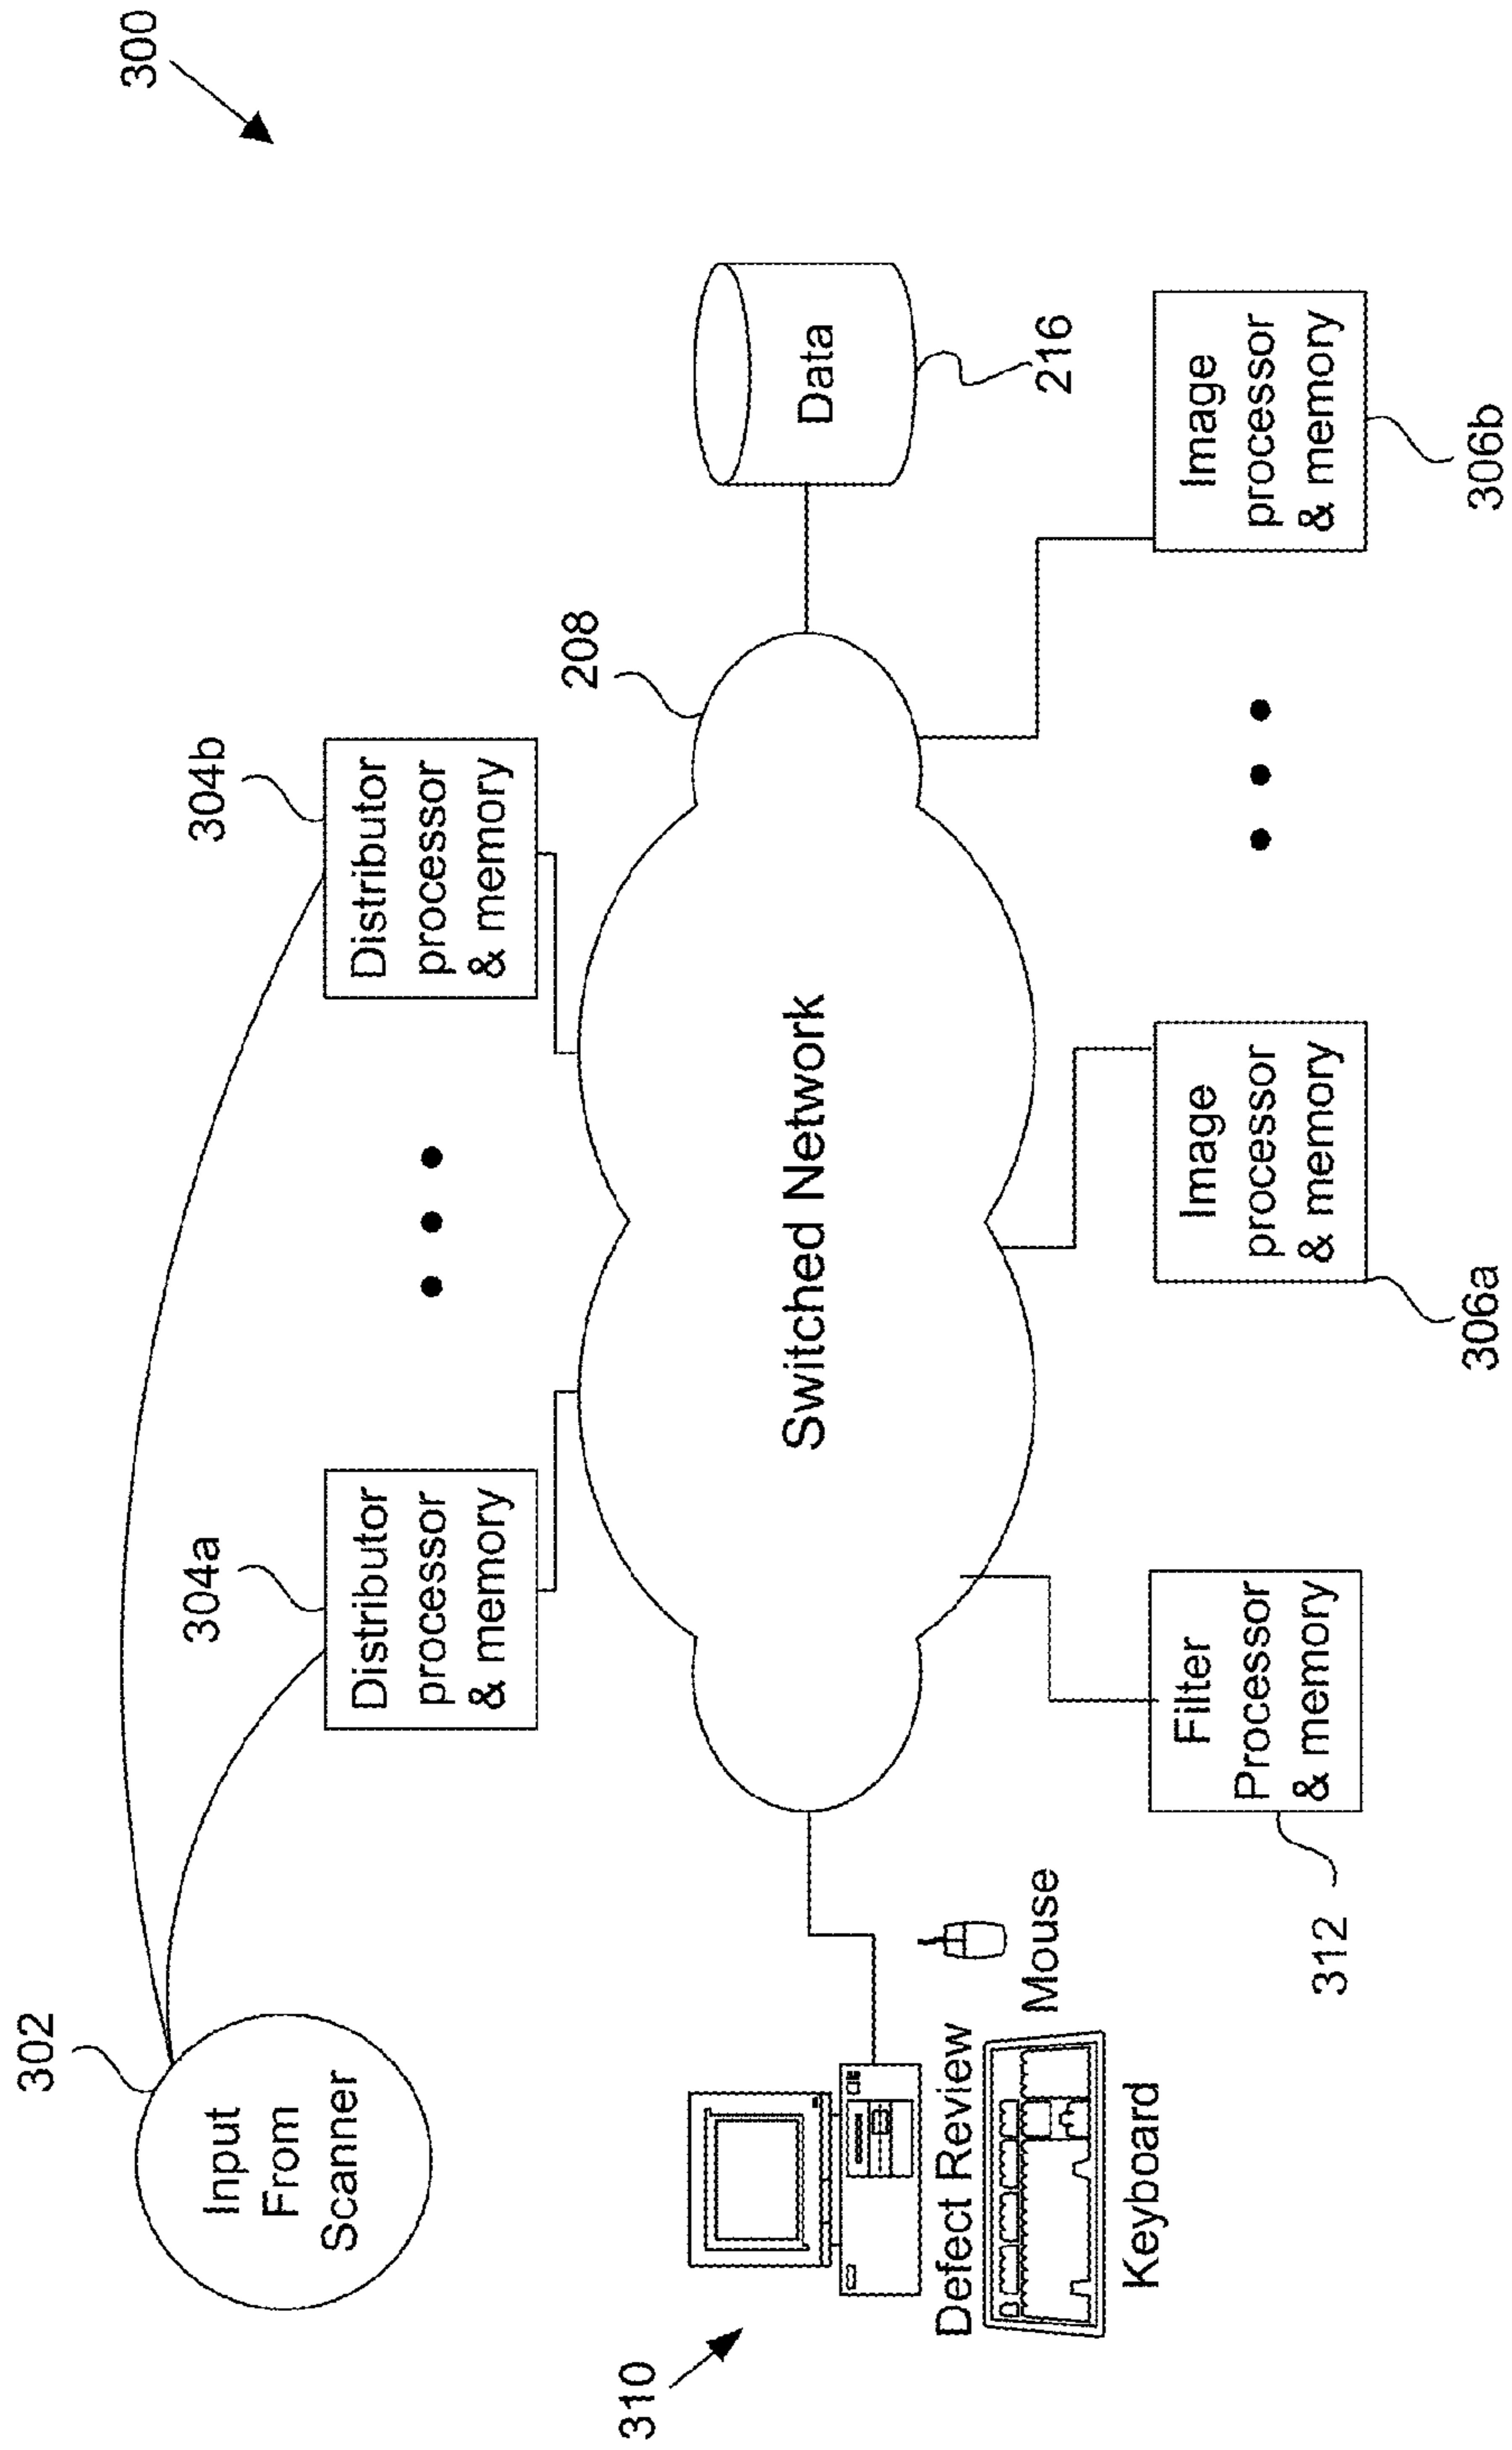 300
302
Input
From
Scanner
304a
Distributor
processor
& memory
304b
Distributor
processor
& memory
208
Switched Network
Data
216
310
Defect Review
Mouse
Keyboard
Filter
Processor
& memory
312
Image
processor
& memory
306a
Image
processor
& memory
306b